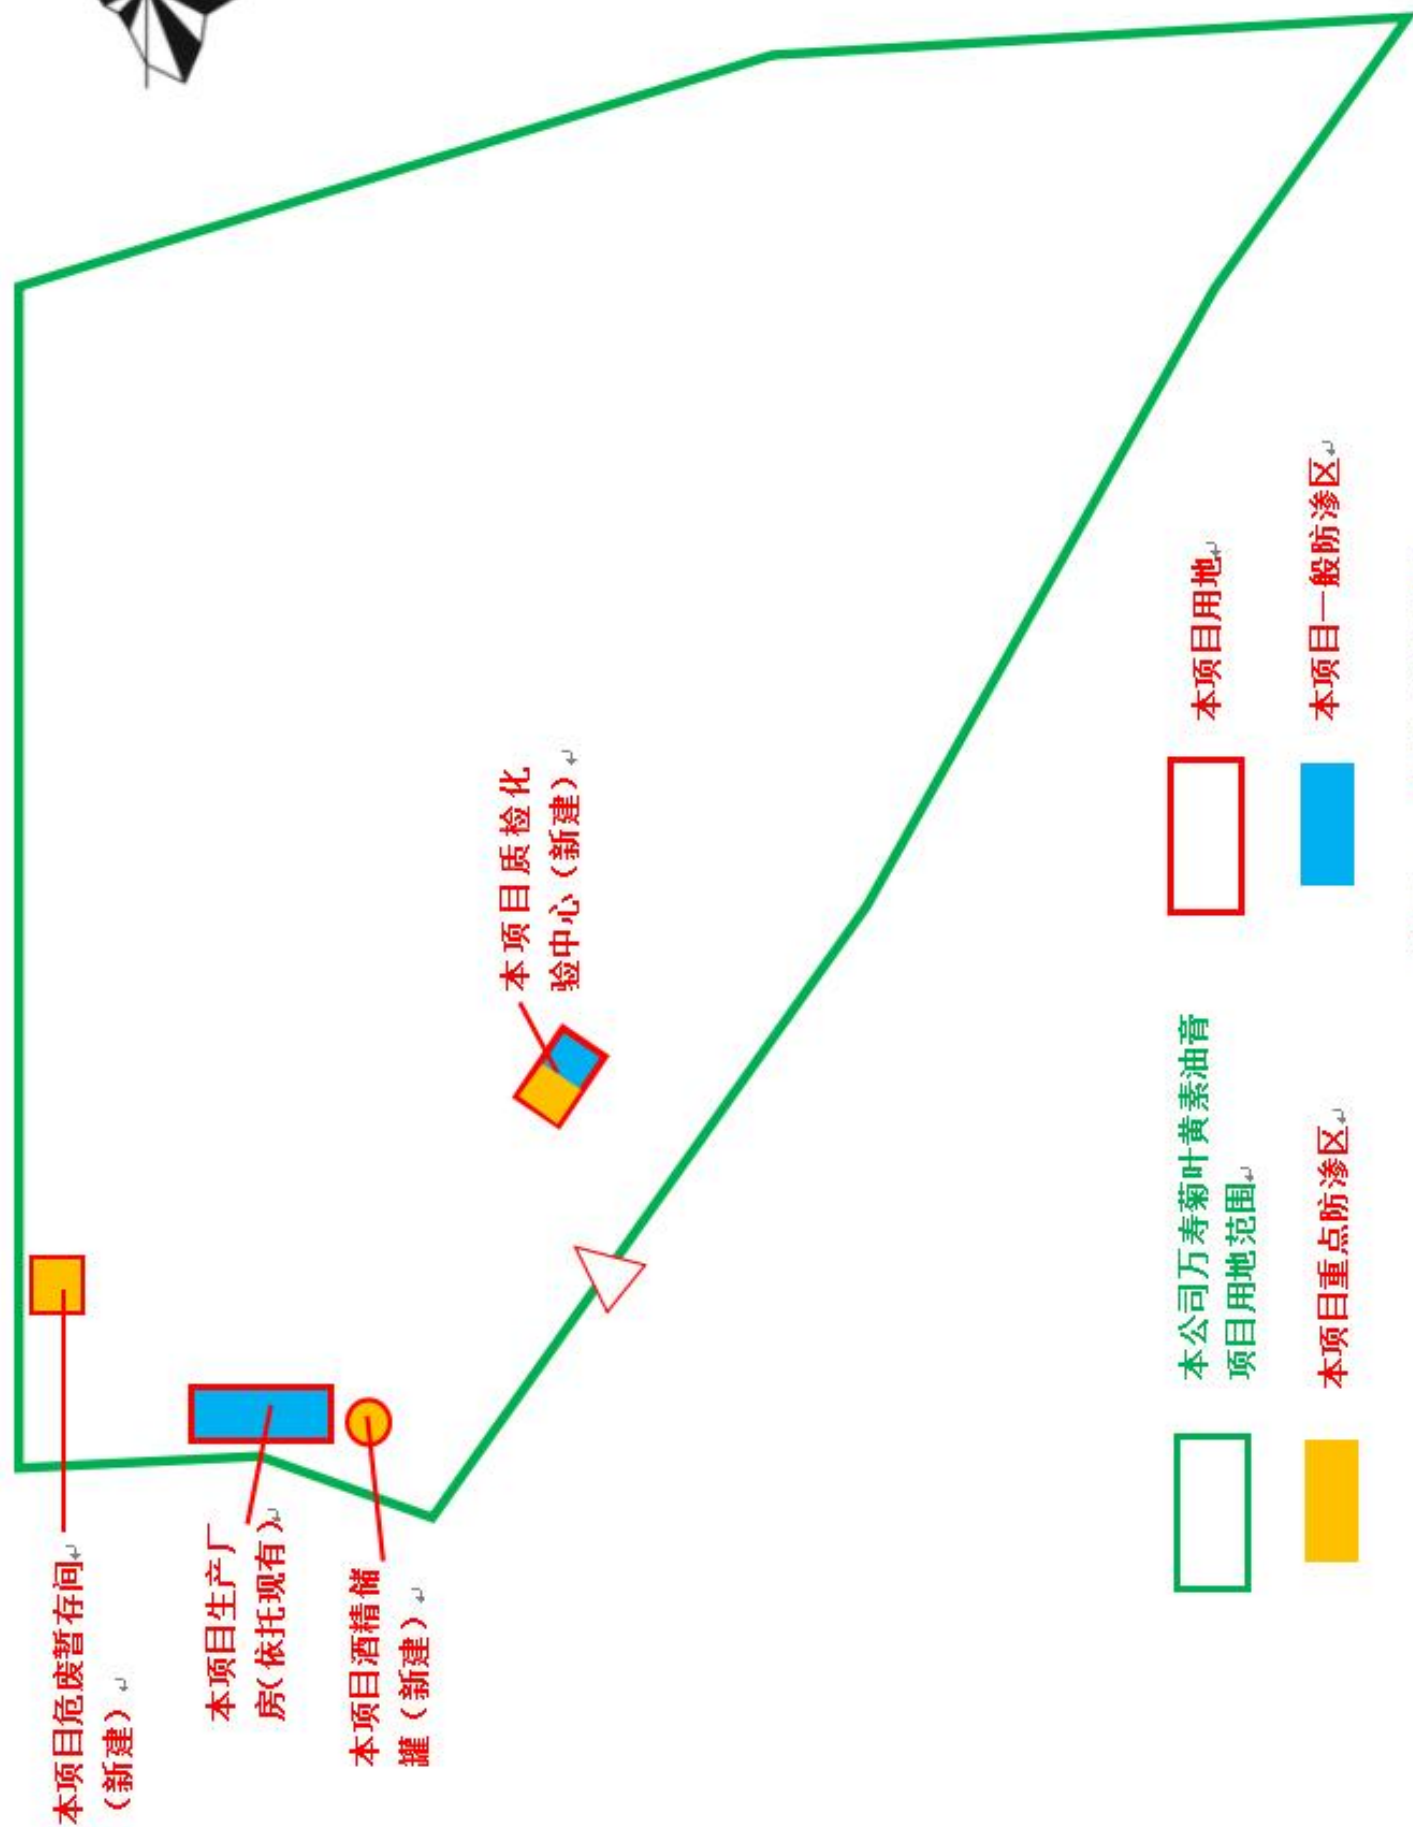 本项目危废暂存间
（新建）
本项目生产厂
房（依托现有）
本项目酒精储
罐（新建）
本项目质检化
验中心（新建）
本公司万寿菊叶黄素油膏
项目用地范围
本项目用地
本项目重点防渗区
本项目一般防渗区